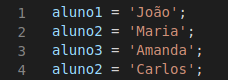 1 aluno1 = 'João';
2 aluno2 = 'Maria';
3 aluno3 = 'Amanda';
4 aluno2 = 'Carlos';